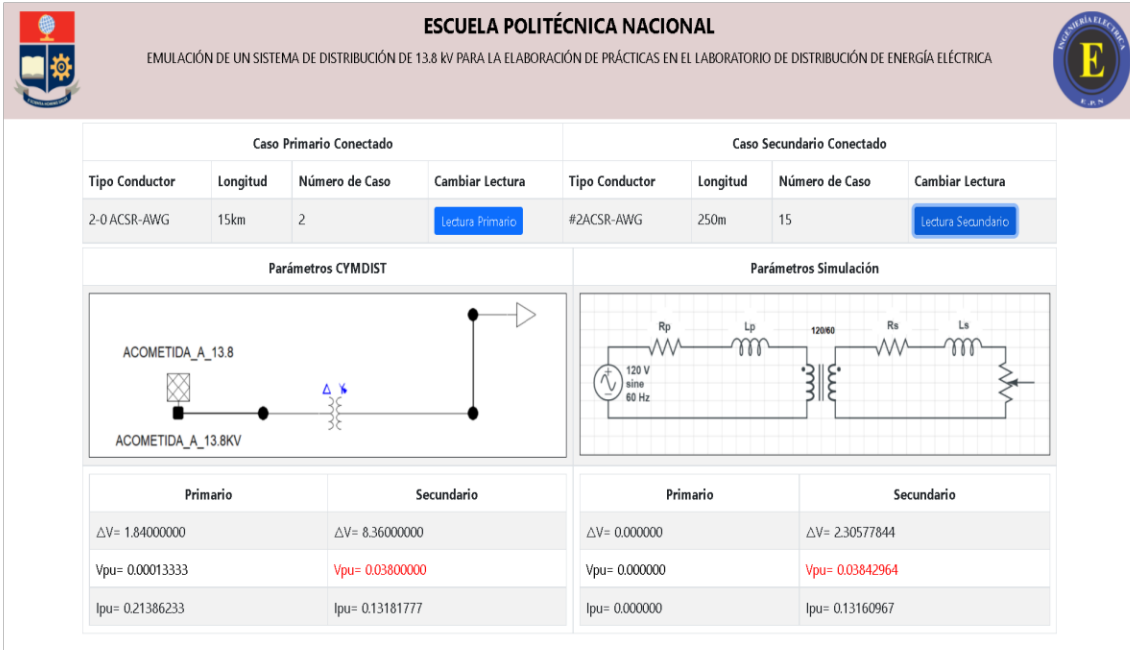 ESCUELA POLITÉCNICA NACIONAL
EMULACIÓN DE UN SISTEMA DE DISTRIBUCIÓN DE 13.8 kV PARA LA ELABORACIÓN DE PRÁCTICAS EN EL LABORATORIO DE DISTRIBUCIÓN DE ENERGÍA ELÉCTRICA
INGENIERÍA ELÉCTRICA
E
E.P.N
Caso Primario Conectado
Caso Secundario Conectado
Tipo Conductor Longitud Número de Caso Cambiar Lectura Tipo Conductor Longitud Número de Caso Cambiar Lectura
2-0 ACSR-AWG 15km 2 Lectura Primario #2ACSR-AWG 250m 15 Lectura Secundario
Parámetros CYMDIST
Parámetros Simulación
ACOMETIDA_A_13.8
ACOMETIDA_A_13.8KV
Rp Lp 120/60 Rs Ls
120 V
sine
60 Hz
Primario Secundario Primario Secundario
△V= 1.84000000 △V= 8.36000000 △V= 0.000000 △V= 2.30577844
Vpu= 0.00013333 Vpu= 0.03800000 Vpu= 0.000000 Vpu= 0.03842964
Ipu= 0.21386233 Ipu= 0.13181777 Ipu= 0.000000 Ipu= 0.13160967